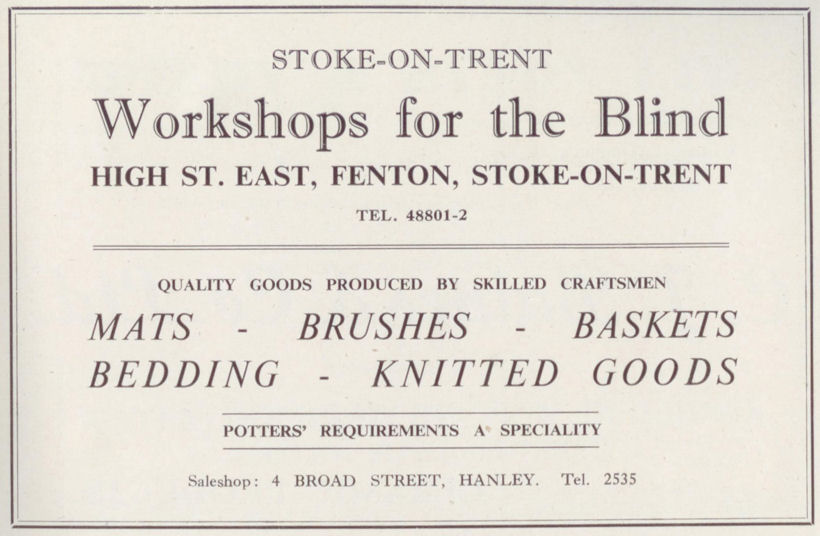 STOKE-ON-TRENT
Workshops for the Blind
HIGH ST. EAST, FENTON, STOKE-ON-TRENT
TEL. 48801-2
QUALITY GOODS PRODUCED BY SKILLED CRAFTSMEN
MATS - BRUSHES - BASKETS
BEDDING - KNITTED GOODS
POTTERS' REQUIREMENTS A SPECIALITY
Saleshop: 4 BROAD STREET, HANLEY. Tel. 2535